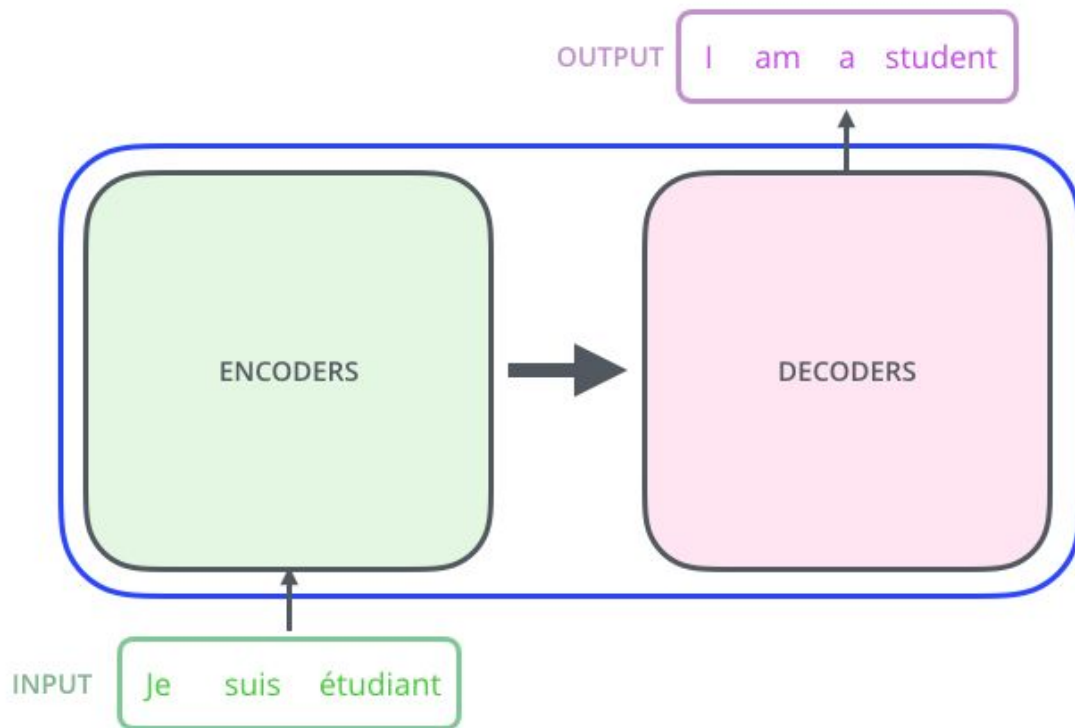 OUTPUT I am a student
ENCODERS DECODERS
INPUT Je suis étudiant